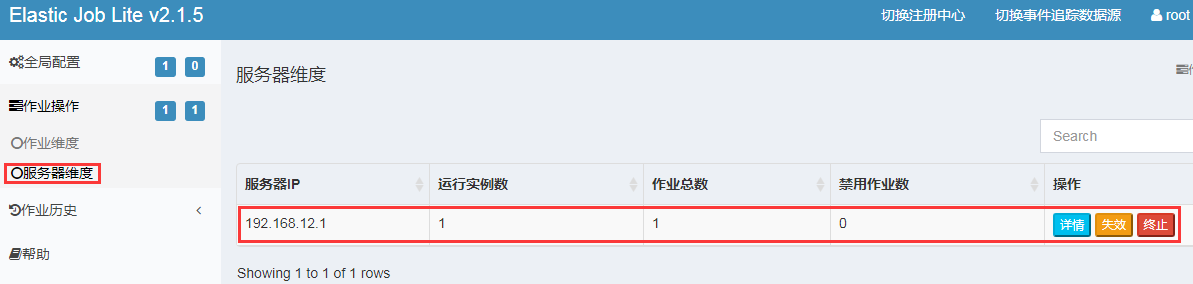 Elastic Job Lite v2.1.5
切换注册中心 切换事件追踪数据源 root
全局配置 1 0
服务器维度
作业操作 1 1
作业维度
Search
服务器维度
服务器IP 运行实例数 作业总数 禁用作业数 操作
作业历史
192.168.12.1 1 1 0 详情 失效 终止
帮助
Showing 1 to 1 of 1 rows